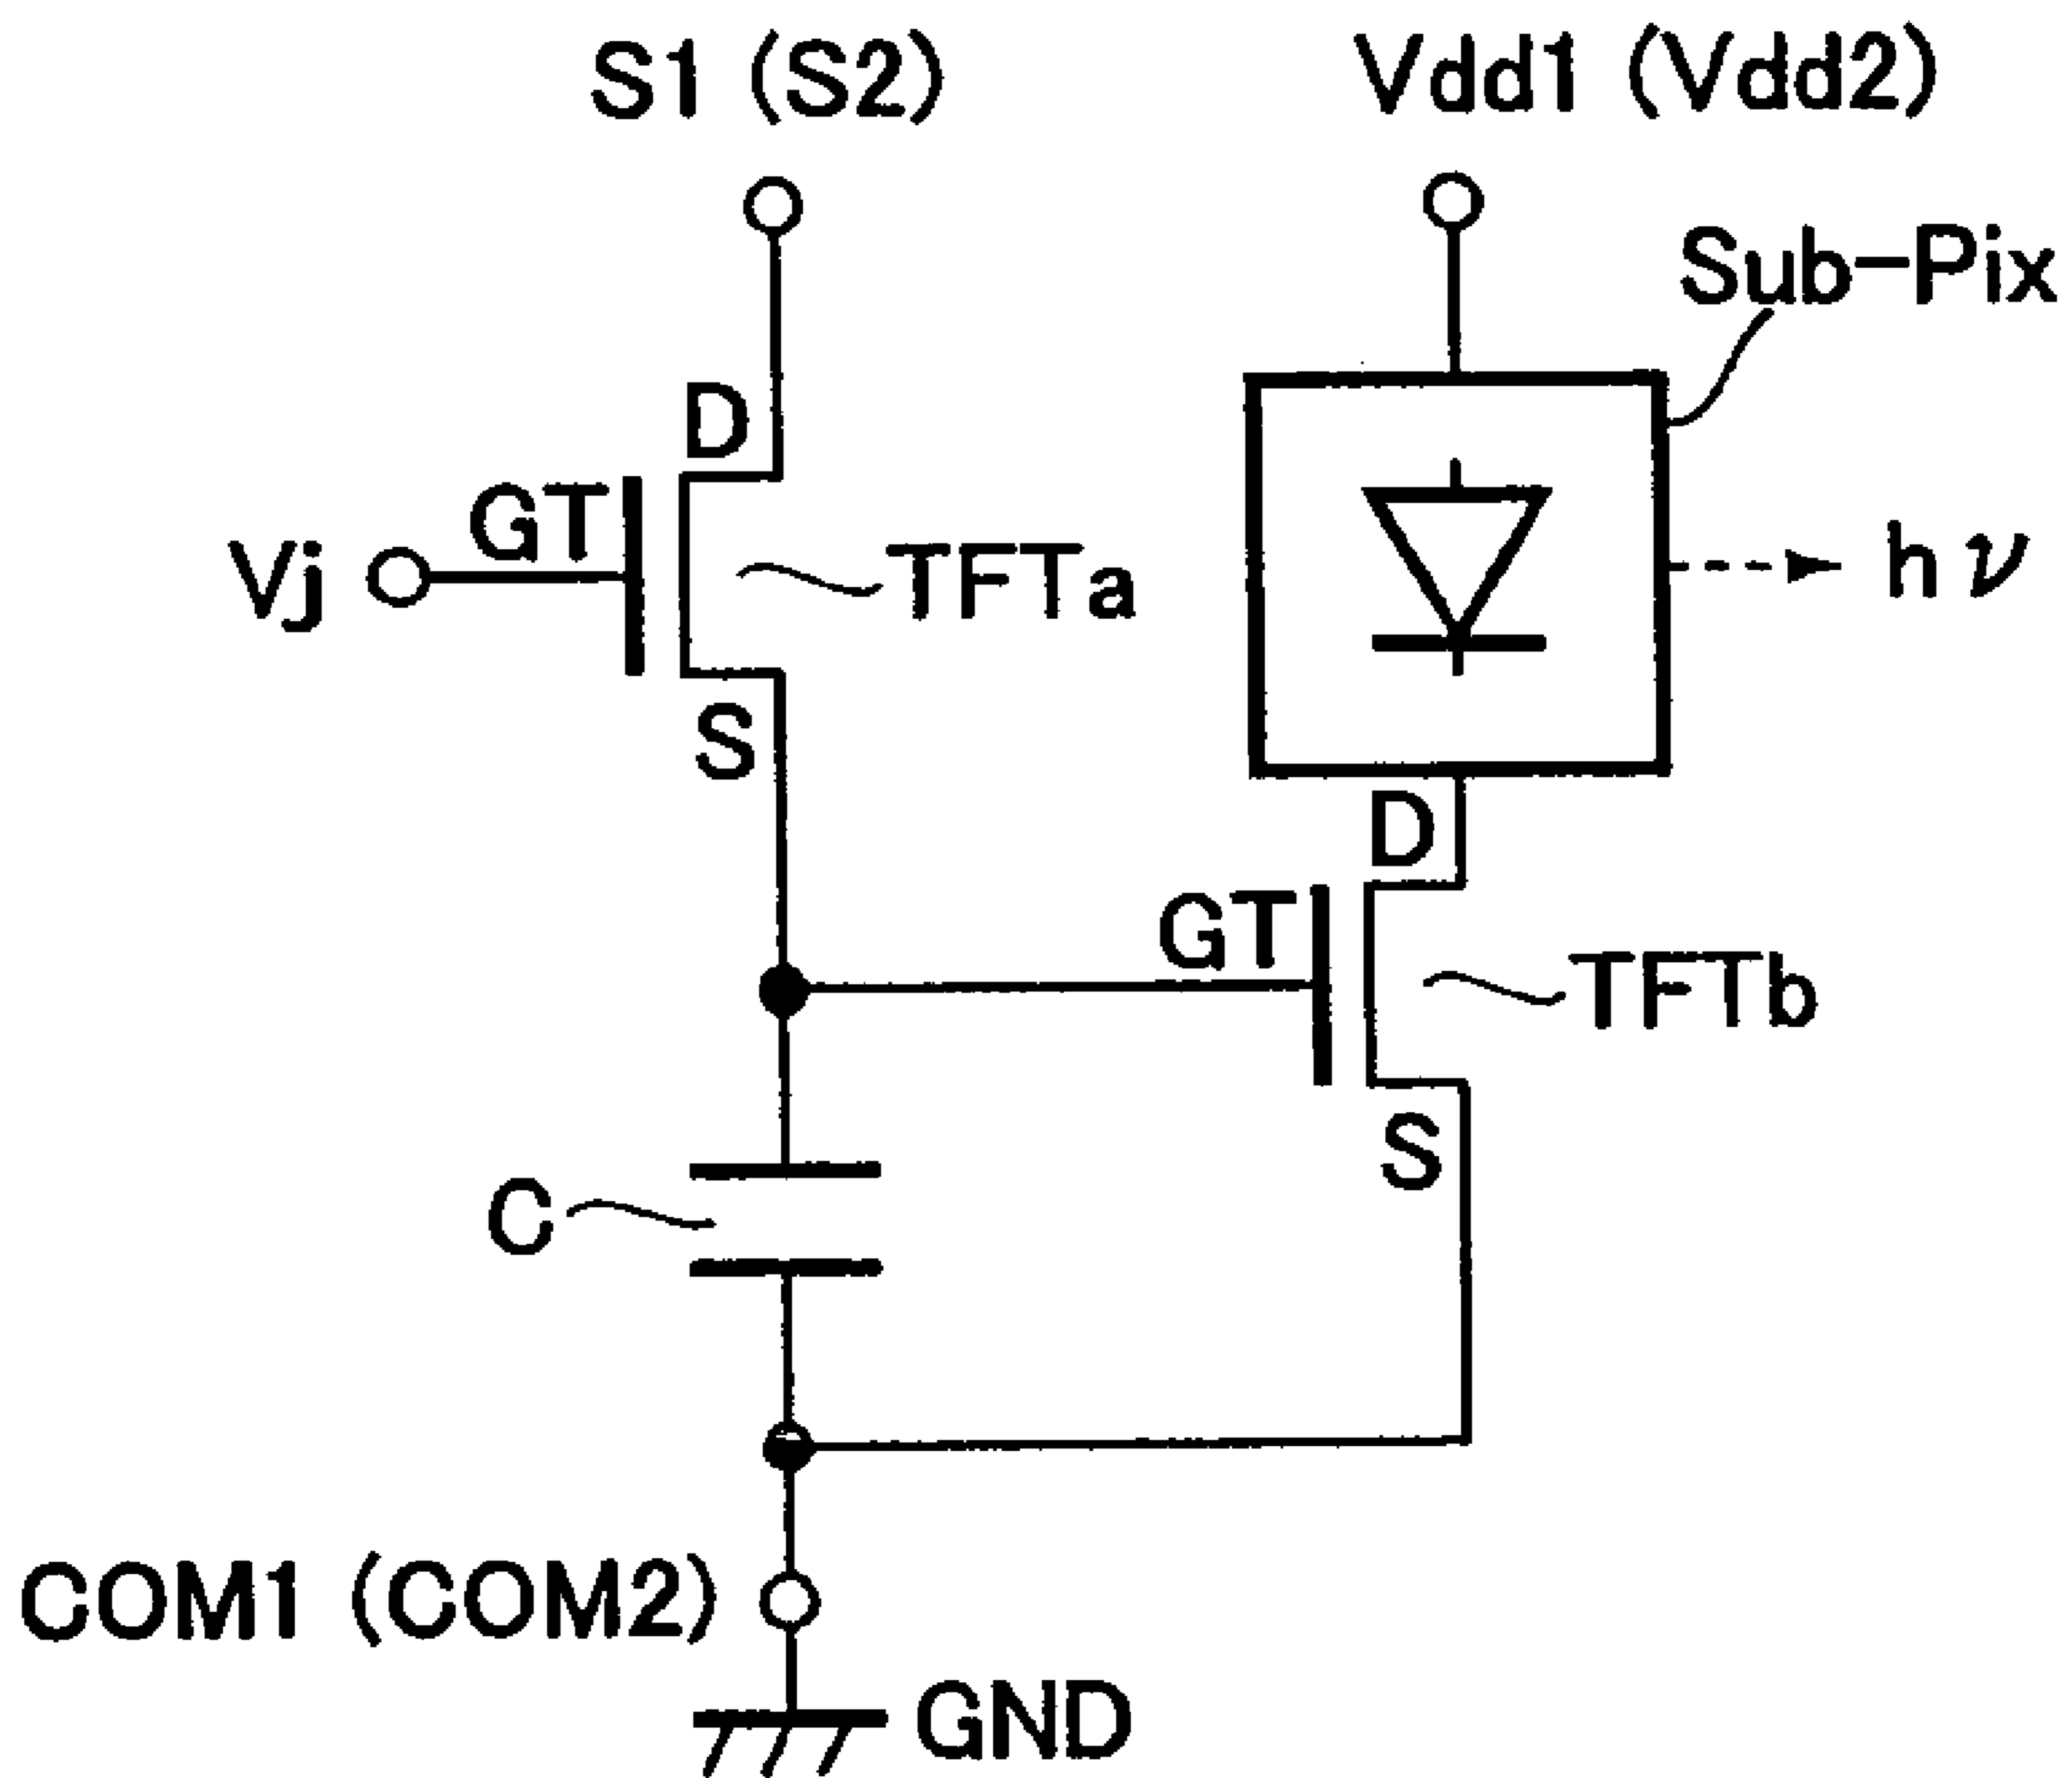 S1 (S2)
Vdd1 (Vdd2)
Sub-Pix
D
GT
Vj
TFTa
hν
S
D
GT
TFTb
S
C
COM1 (COM2)
GND